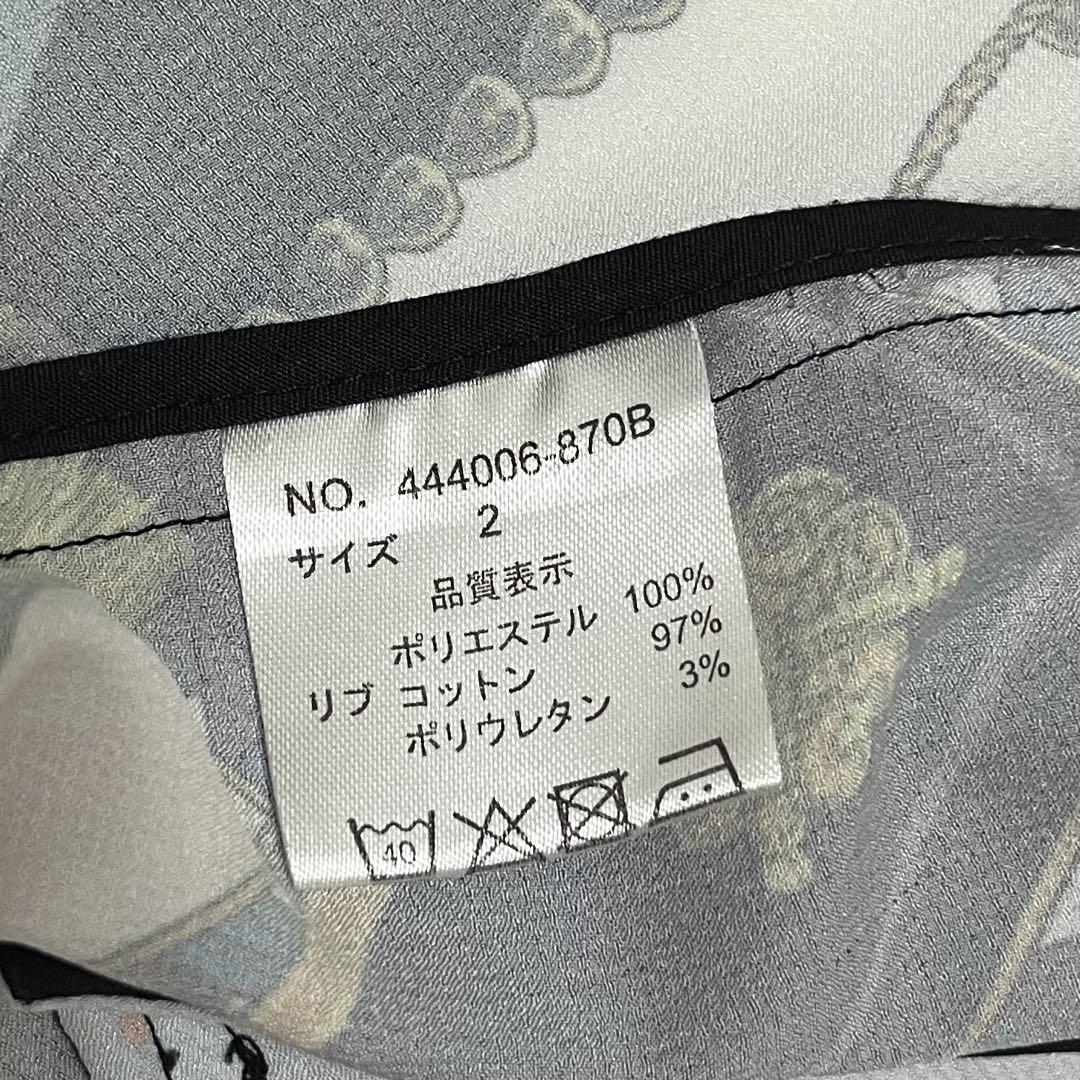 NO. 444006-870B
サイズ 2
品質表示
ポリエステル 100%
リブ コットン 97%
ポリウレタン 3%
40